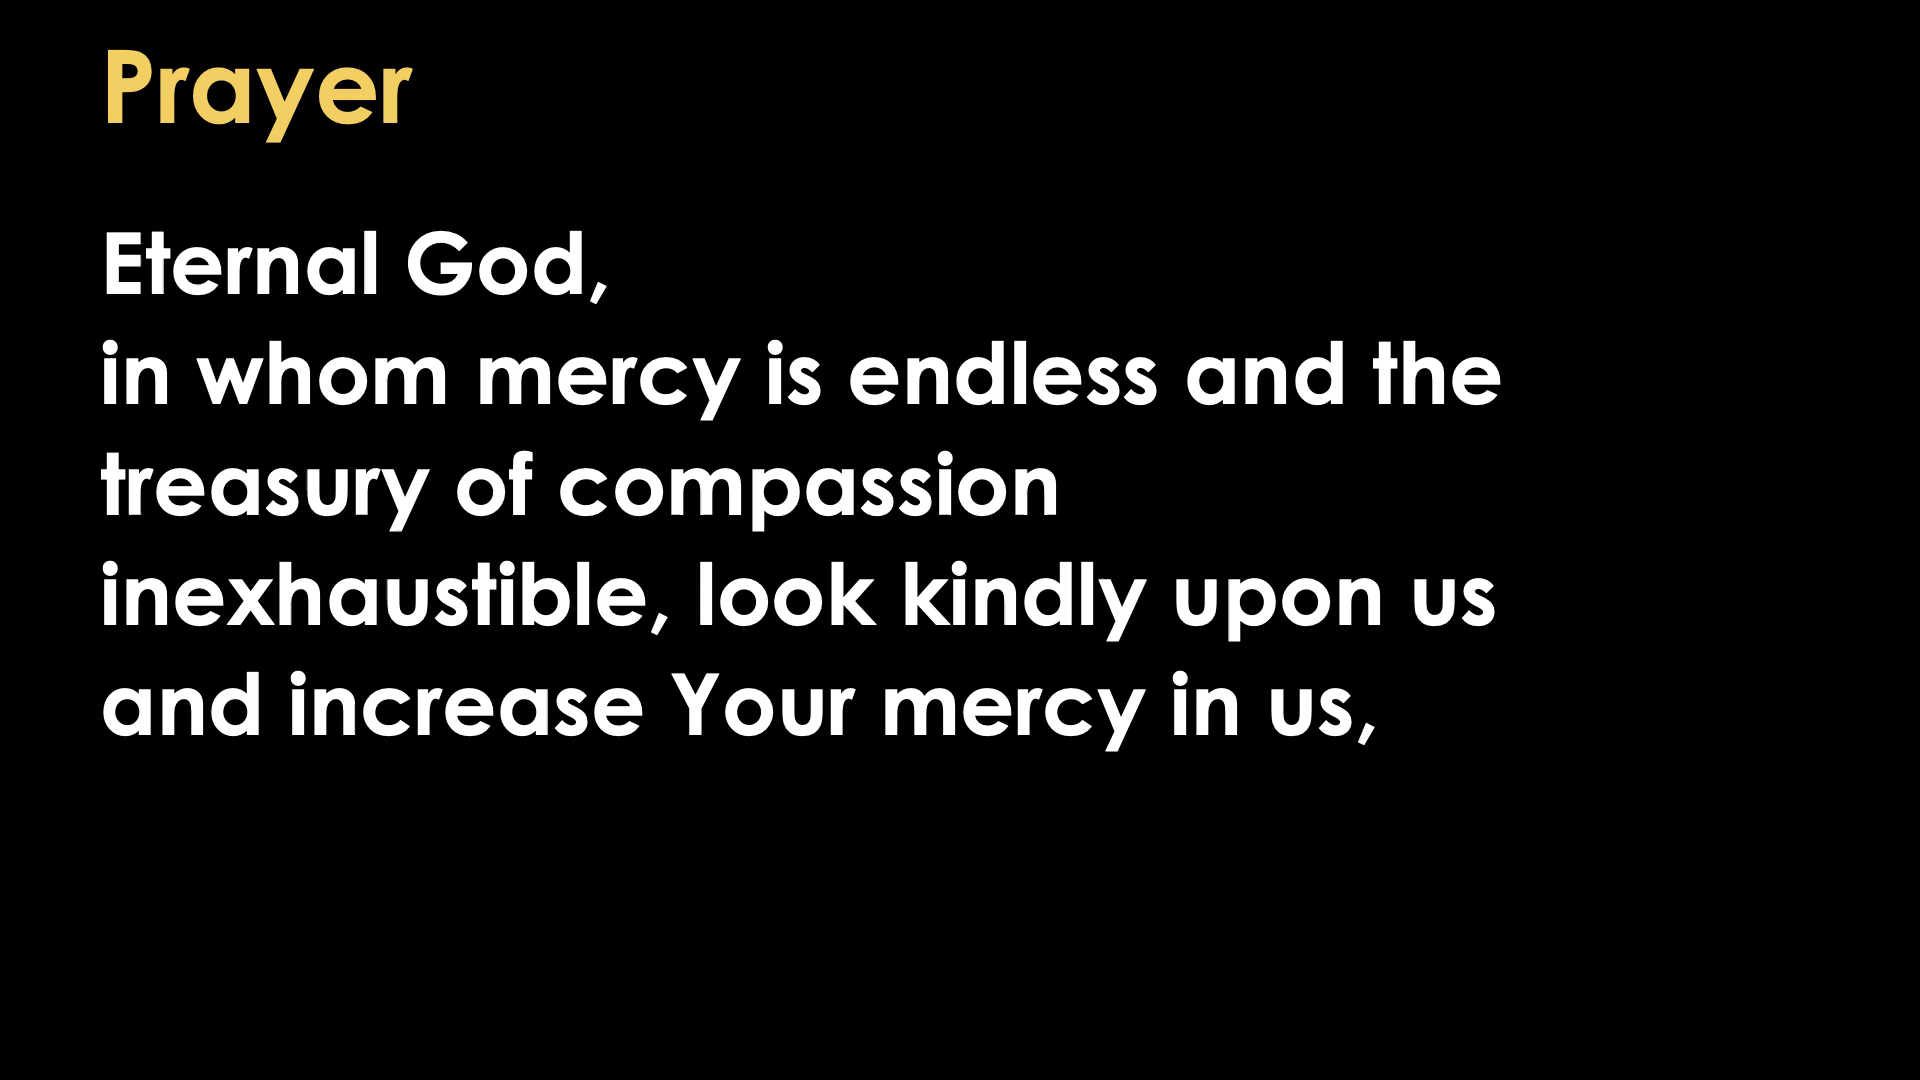 Prayer
Eternal God,
in whom mercy is endless and the
treasury of compassion
inexhaustible, look kindly upon us
and increase Your mercy in us,